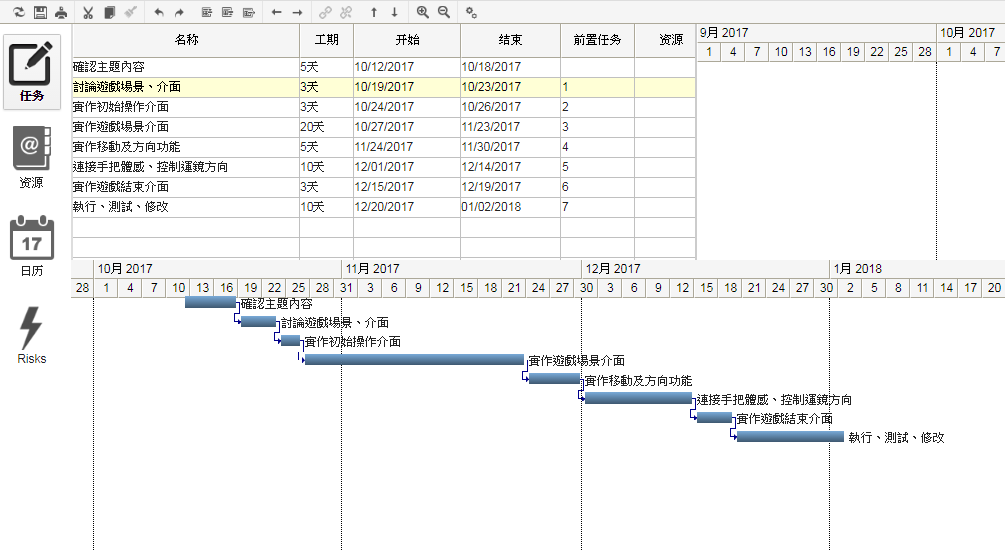 名称 工期 开始 结束 前置任务 资源
9月 2017 10月 2017
1 4 7 10 13 16 19 22 25 28 1 4 7
任务
资源
17
日历
Risks
確認主題內容 5天 10/12/2017 10/18/2017
討論遊戲場景、介面 3天 10/19/2017 10/23/2017 1
實作初始操作介面 3天 10/24/2017 10/26/2017 2
實作遊戲場景介面 20天 10/27/2017 11/23/2017 3
實作移動及方向功能 5天 11/24/2017 11/30/2017 4
連接手把體感、控制運鏡方向 10天 12/01/2017 12/14/2017 5
實作遊戲結束介面 3天 12/15/2017 12/19/2017 6
執行、測試、修改 10天 12/20/2017 01/02/2018 7
10月 2017 11月 2017 12月 2017 1月 2018
28 1 4 7 10 13 16 19 22 25 28 31 3 6 9 12 15 18 21 24 27 30 3 6 9 12 15 18 21 24 27 30 2 5 8 11 14 17 20
確認主題內容
討論遊戲場景、介面
實作初始操作介面
實作遊戲場景介面
實作移動及方向功能
連接手把體感、控制運鏡方向
實作遊戲結束介面
執行、測試、修改